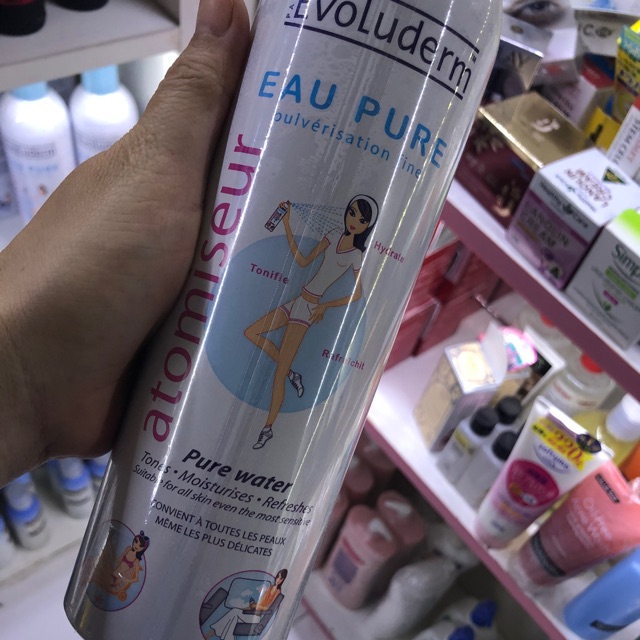 EVOLUderm
EAU PURE
pulvérisation fine
atomiseur
Hydrate
Tonifie
Rafraîchit
Pure water
Tones • Moisturises • Refreshes
Suitable for all skin even the most sensitive
CONVIENT À TOUTES LES PEAUX
MÊME LES PLUS DÉLICATES